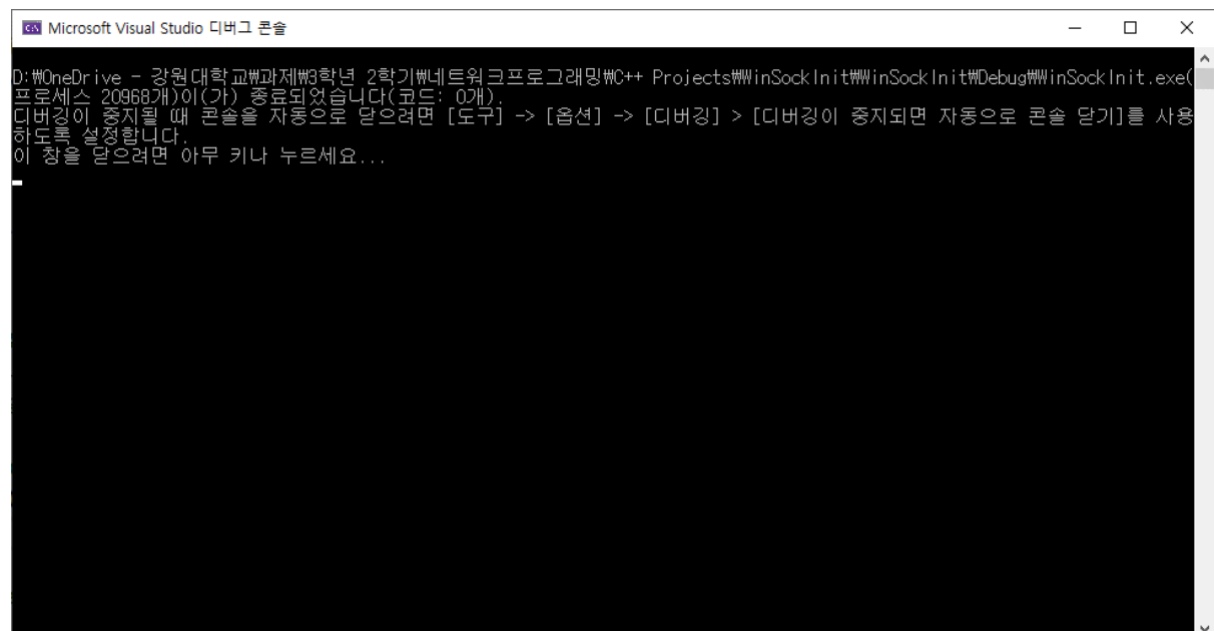 Microsoft Visual Studio 디버그 콘솔
D:₩OneDrive - 강원대학교₩과제₩3학년 2학기₩네트워크프로그래밍₩C++ Projects₩WinSockInit₩WinSockInit₩Debug₩WinSockInit.exe(
프로세스 20968개)이(가) 종료되었습니다(코드: 0개).
디버깅이 중지될 때 콘솔을 자동으로 닫으려면 [도구] -> [옵션] -> [디버깅] > [디버깅이 중지되면 자동으로 콘솔 닫기]를 사용
하도록 설정합니다.
이 창을 닫으려면 아무 키나 누르세요...